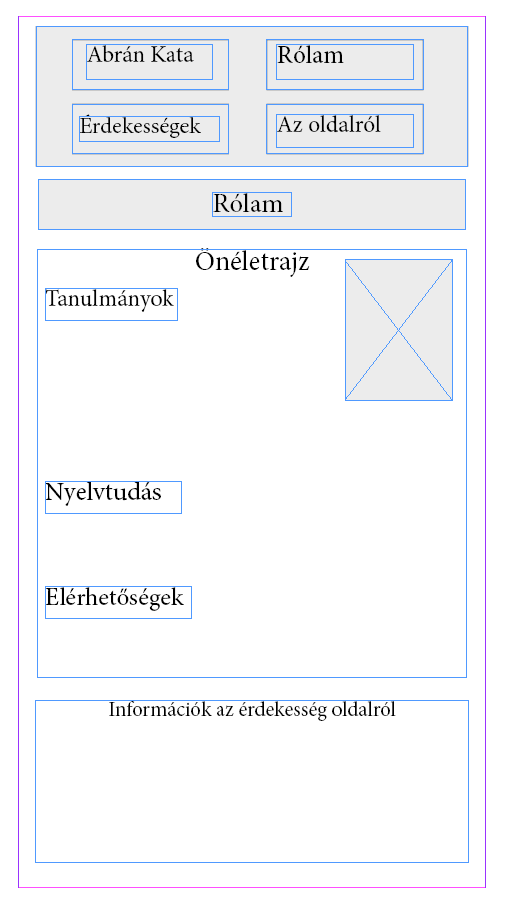 Abrán Kata
Rólam
Érdekességek
Az oldalról
Rólam
Önéletrajz
Tanulmányok
Nyelvtudás
Elérhetőségek
Információk az érdekesség oldalról